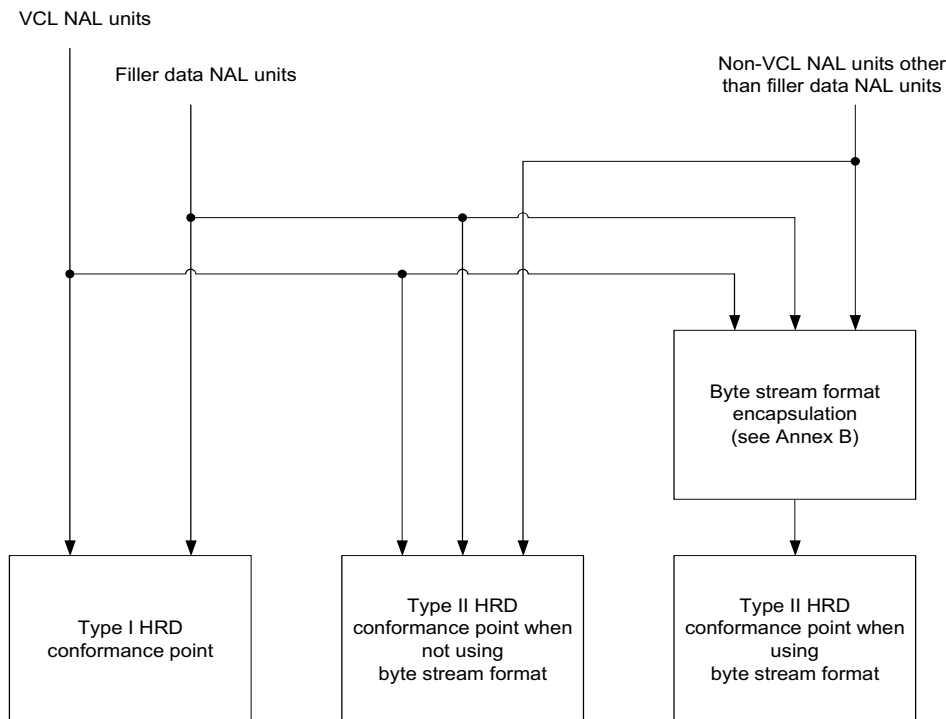 VCL NAL units
Filler data NAL units
Non-VCL NAL units other
than filler data NAL units
Byte stream format
encapsulation
(see Annex B)
Type I HRD
conformance point
Type II HRD
conformance point when
not using
byte stream format
Type II HRD
conformance point when
using
byte stream format